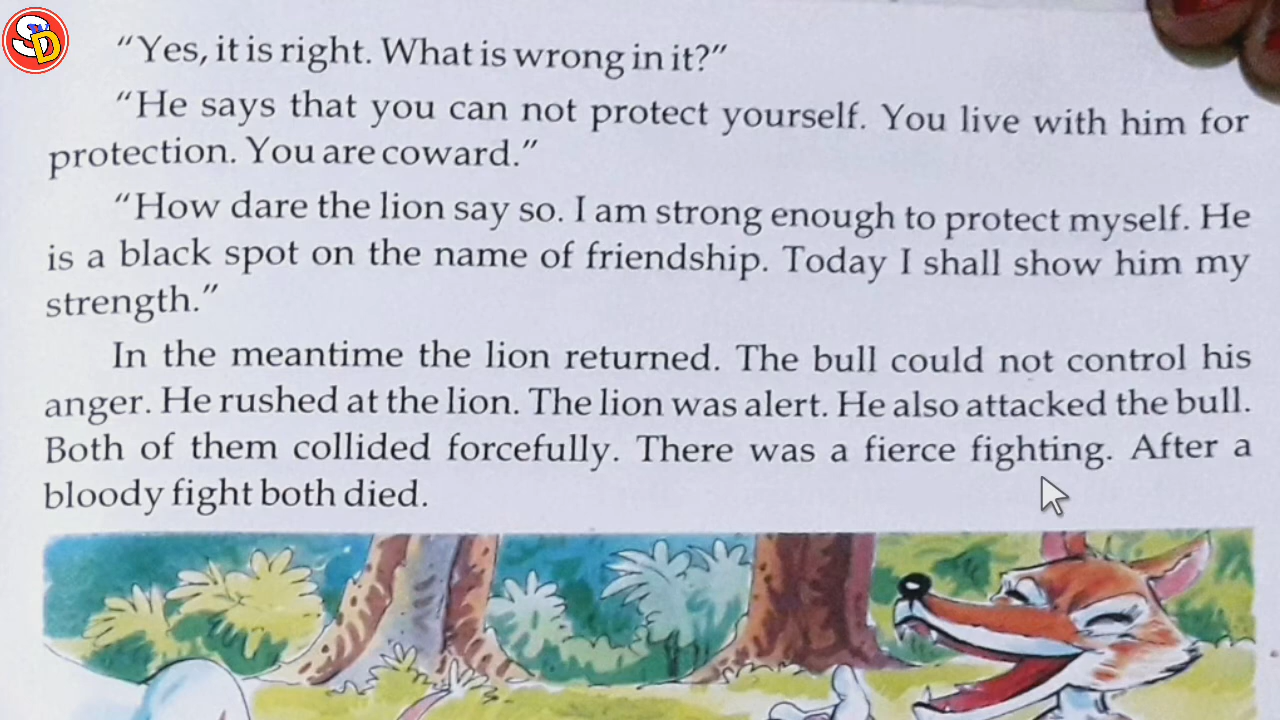 SD
“Yes, it is right. What is wrong in it?”
“He says that you can not protect yourself. You live with him for
protection. You are coward.”
“How dare the lion say so. I am strong enough to protect myself. He
is a black spot on the name of friendship. Today I shall show him my
strength.”
In the meantime the lion returned. The bull could not control his
anger. He rushed at the lion. The lion was alert. He also attacked the bull.
Both of them collided forcefully. There was a fierce fighting. After a
bloody fight both died.